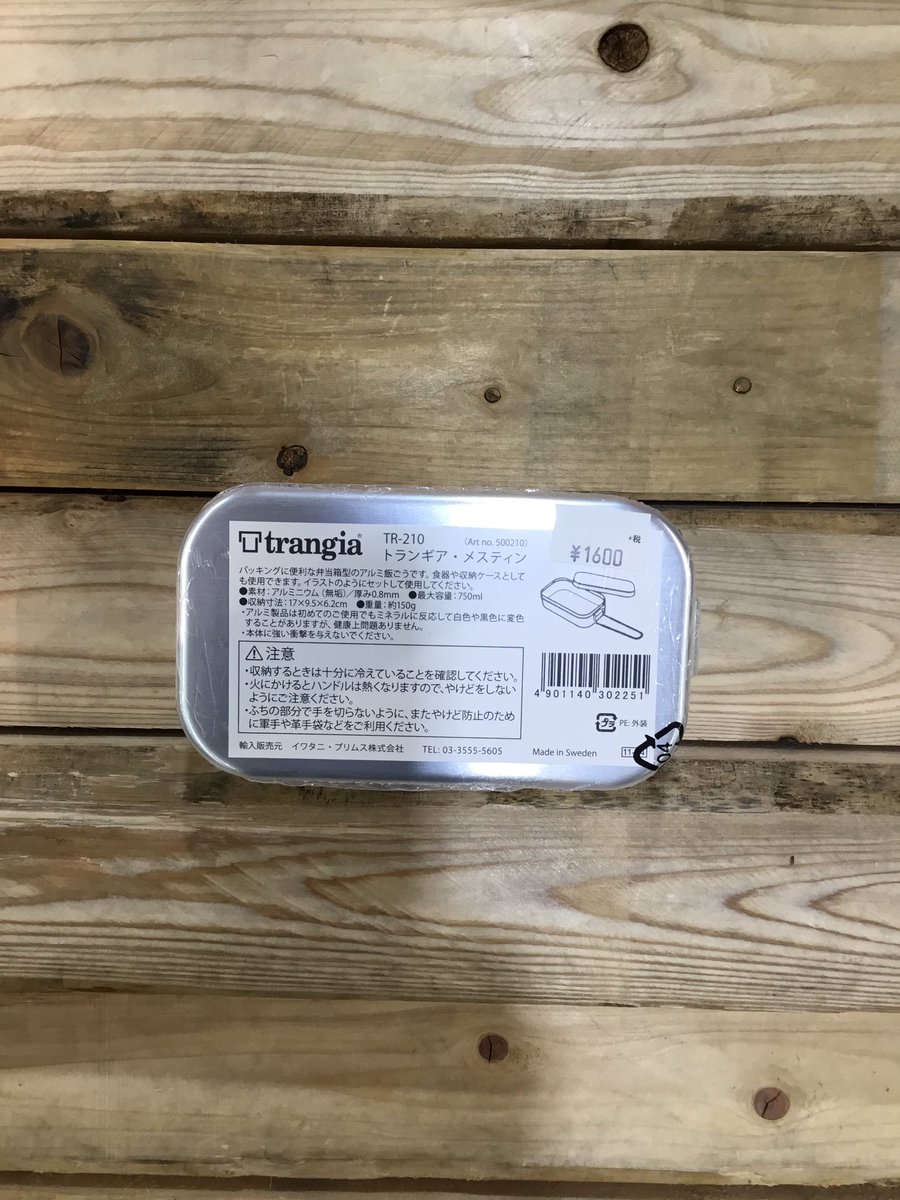 trangia® TR-210 (Art no. 500210)
トランギア・メスティン
+税
¥1600
パッキングに便利な弁当箱型のアルミ飯ごうです。食器や収納ケースとして
も使用できます。イラストのようにセットして使用してください。
●素材：アルミニウム（無垢）／厚み0.8mm ●最大容量：750ml
●収納寸法：17×9.5×6.2cm ●重量：約150g
・アルミ製品は初めてのご使用でもミネラルに反応して白色や黒色に変色
することがありますが、健康上問題ありません。
・本体に強い衝撃を与えないでください。
⚠注意
・収納するときは十分に冷えていることを確認してください。
・火にかけるとハンドルは熱くなりますので、やけどをしない
ようにご注意ください。
・ふちの部分で手を切らないように、またやけど防止のため
に軍手や革手袋などをご利用ください。
4 901140 302251
プラ PE: 外装
輸入販売元 イワタニ・プリムス株式会社 TEL: 03-3555-5605 Made in Sweden
04